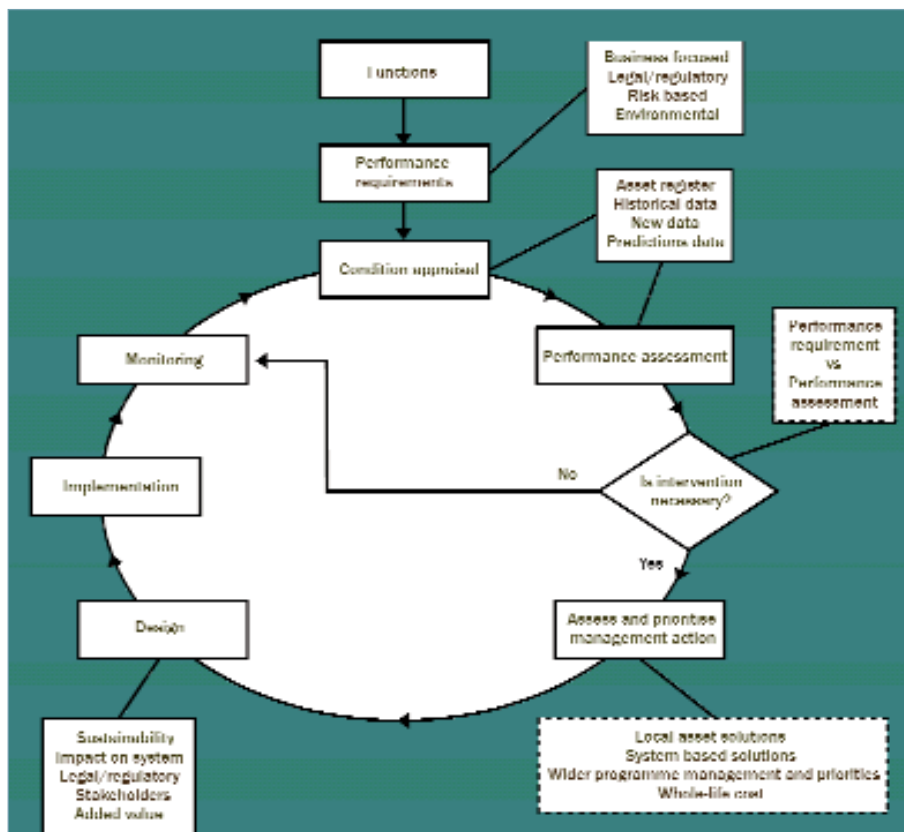 Functions
Business focused
Legal/regulatory
Risk based
Environmental
Performance
requirements
Asset register
Historical data
New data
Predictions data
Condition appraisal
Performance assessment
Performance
requirement
vs
Performance
assessment
Monitoring
No
Is intervention
necessary?
Implementation
Yes
Assess and prioritise
management action
Design
Sustainability
Impact on system
Legal/regulatory
Stakeholders
Added value
Local asset solutions
System based solutions
Wider programme management and priorities
Whole-life cost